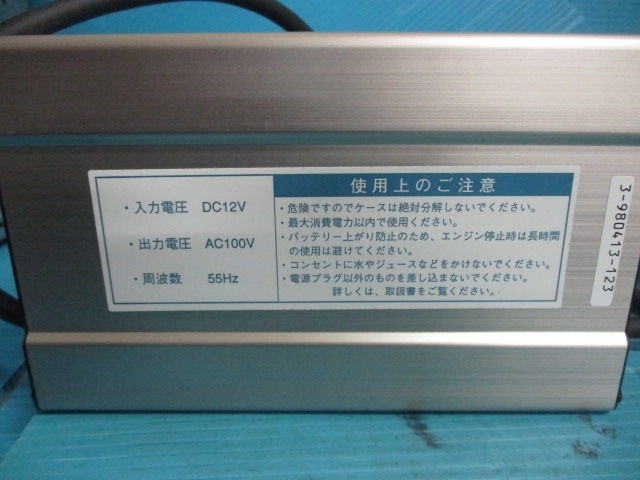 ・入力電圧 DC12V
・出力電圧 AC100V
・周波数 55Hz
使用上のご注意
・危険ですのでケースは絶対分解しないでください。
・最大消費電力以内で使用ください。
・バッテリー上がり防止のため、エンジン停止時は長時間
の使用は避けてください。
・コンセントに水やジュースなどをかけないでください。
・電源プラグ以外のものを差し込まないでください。
詳しくは、取扱書をご覧ください。
3-980413-123